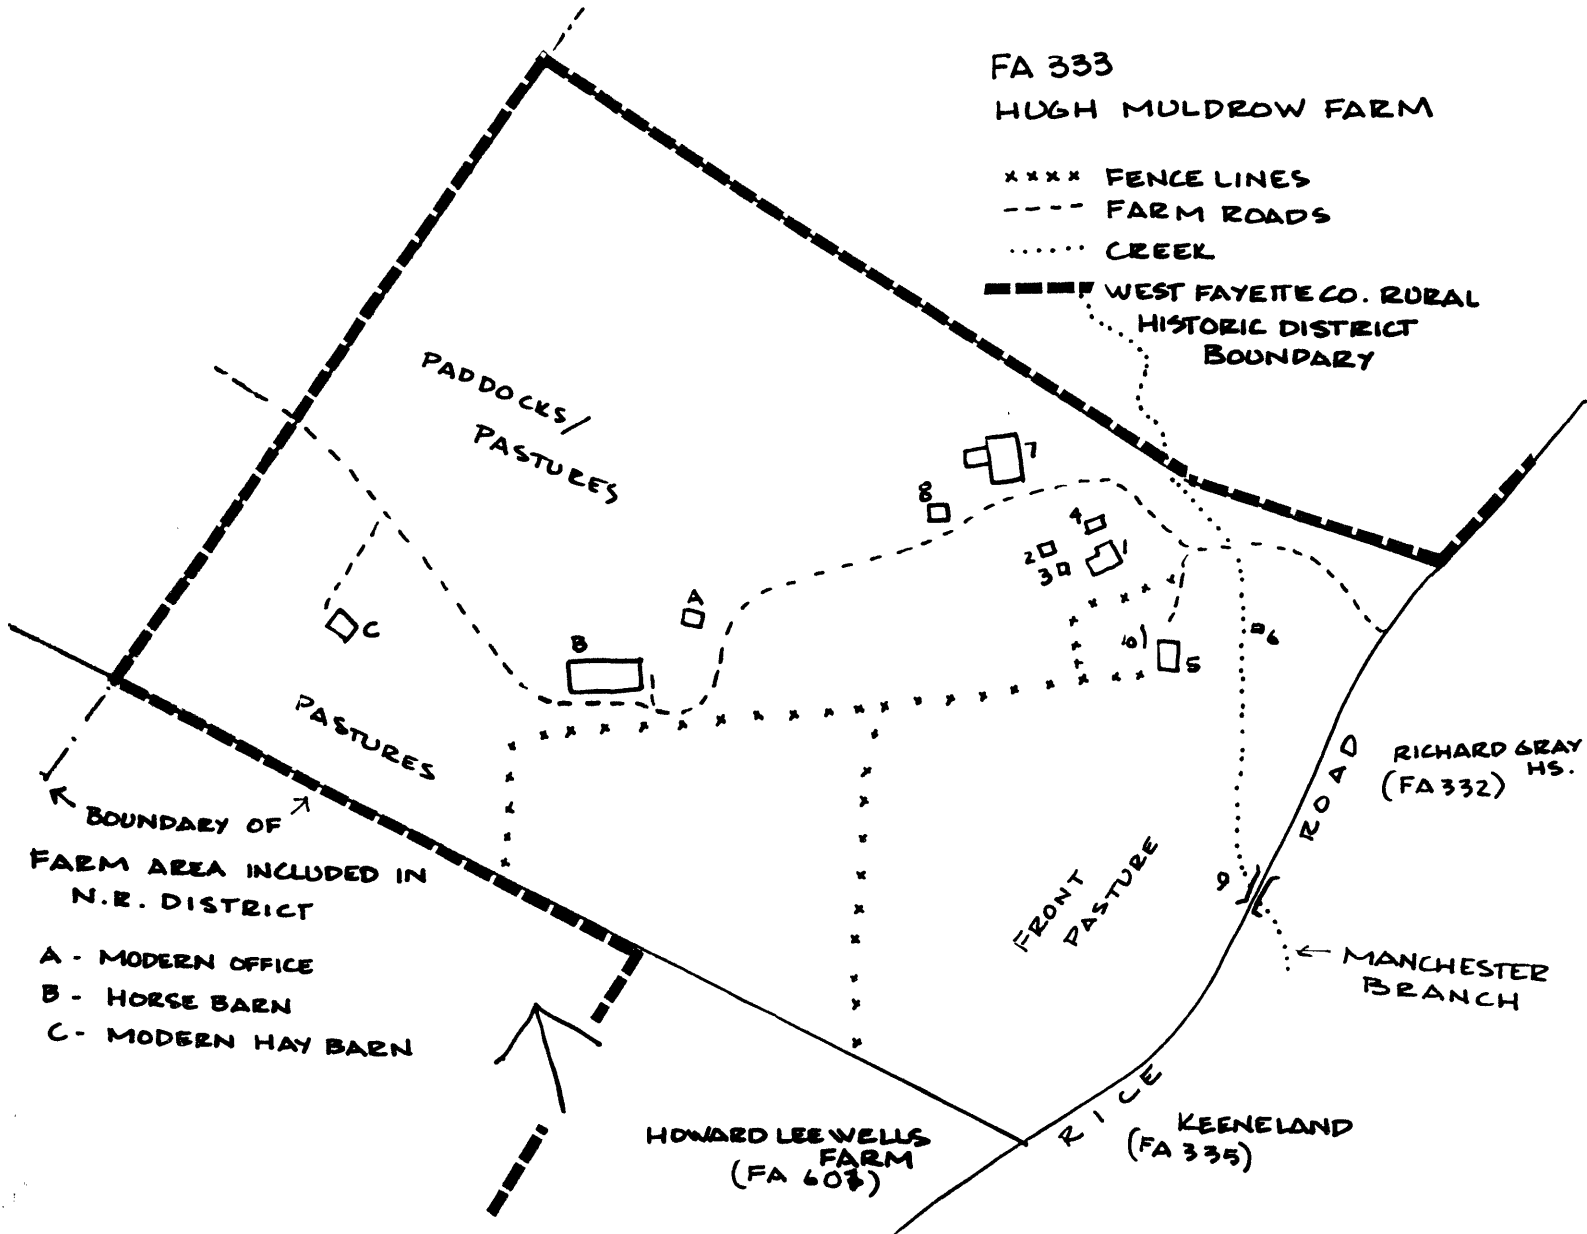 FA 333
HUGH MULDROW FARM
FENCE LINES
FARM ROADS
CREEK
WEST FAYETTE CO. RURAL
HISTORIC DISTRICT
BOUNDARY
PADDOCKS/
PASTURES
7
8
4
2
1
3
A
C
B
10
5
6
PASTURES
RICHARD GRAY
HS.
(FA 332)
BOUNDARY OF
FARM AREA INCLUDED IN
N.R. DISTRICT
FRONT
PASTURE
9
RICE ROAD
MANCHESTER
BRANCH
A - MODERN OFFICE
B - HORSE BARN
C - MODERN HAY BARN
HOWARD LEE WELLS
FARM
(FA
KEENELAND
(FA 335)